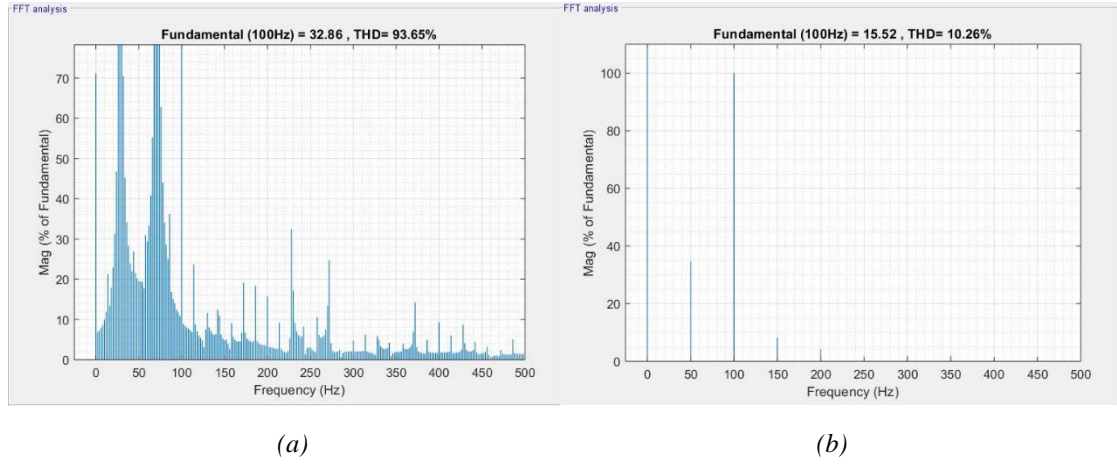 FFT analysis
Fundamental (100Hz) = 32.86 , THD= 93.65%
Mag (% of Fundamental)
70
60
50
40
30
20
10
0
0 50 100 150 200 250 300 350 400 450 500
Frequency (Hz)
(a)
FFT analysis
Fundamental (100Hz) = 15.52 , THD= 10.26%
Mag (% of Fundamental)
100
80
60
40
20
0
0 50 100 150 200 250 300 350 400 450 500
Frequency (Hz)
(b)